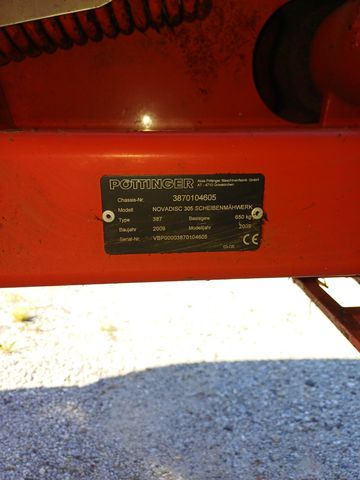 PÖTTINGER Alois Pöttinger Maschinenfabrik GmbH
AT - 4710 Grieskirchen
Chassis-Nr. 3870104605
Modell NOVADISC 305 SCHEIBENMÄHWERK
Type 387 Basisgew. 650 kg
Baujahr 2009 Modelljahr 2009
Serial-Nr. VBP00003870104605
CE